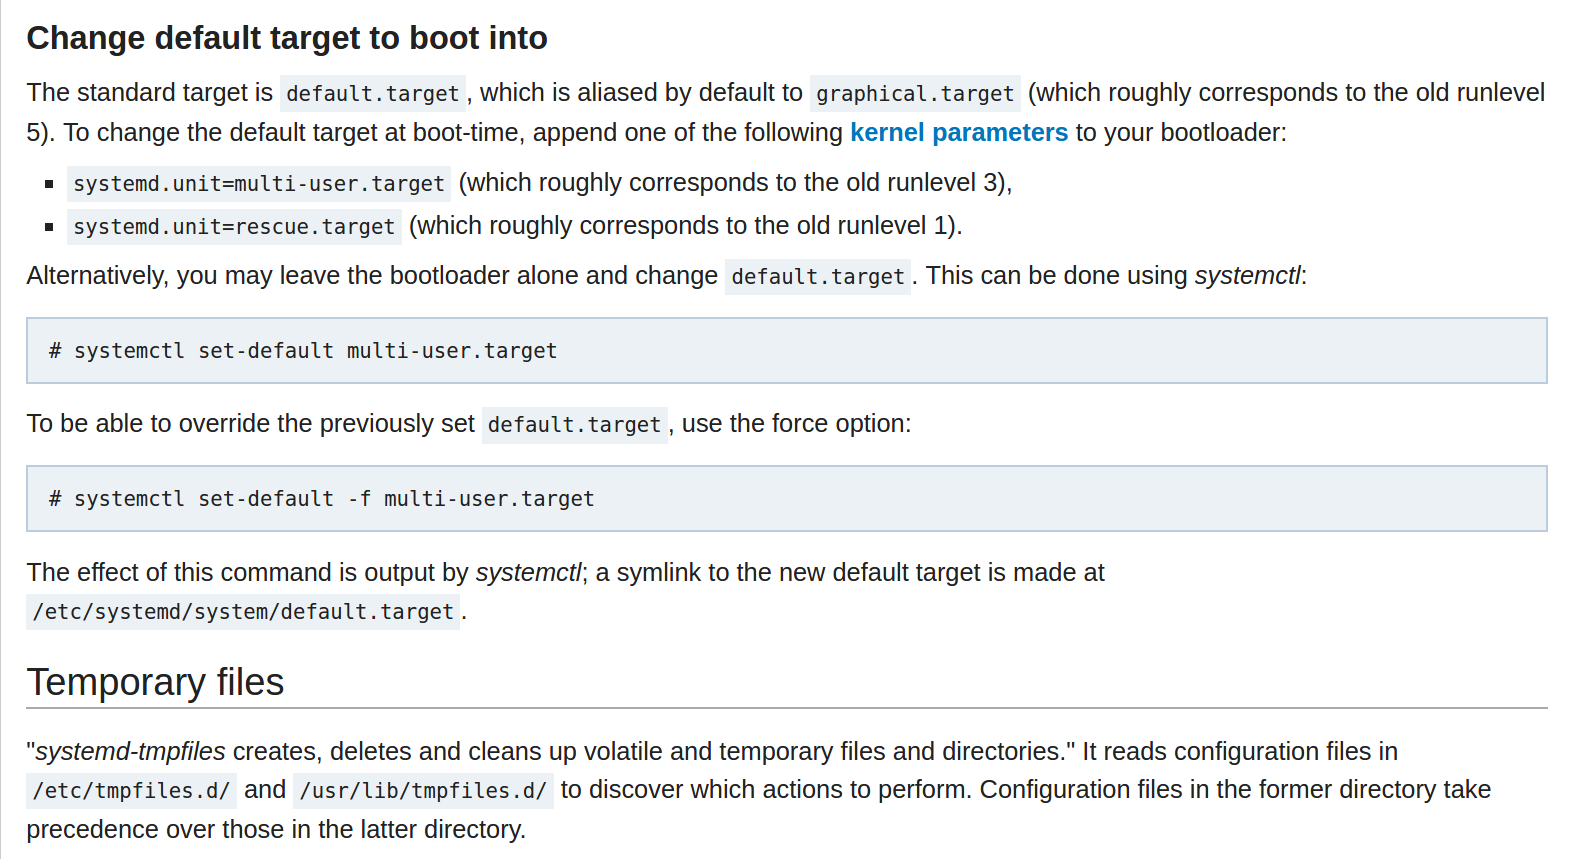 Change default target to boot into
The standard target is default.target, which is aliased by default to graphical.target (which roughly corresponds to the old runlevel
5). To change the default target at boot-time, append one of the following kernel parameters to your bootloader:
systemd.unit=multi-user.target (which roughly corresponds to the old runlevel 3),
systemd.unit=rescue.target (which roughly corresponds to the old runlevel 1).
Alternatively, you may leave the bootloader alone and change default.target. This can be done using systemctl:
# systemctl set-default multi-user.target
To be able to override the previously set default.target, use the force option:
# systemctl set-default -f multi-user.target
The effect of this command is output by systemctl; a symlink to the new default target is made at
/etc/systemd/system/default.target.
Temporary files
"systemd-tmpfiles creates, deletes and cleans up volatile and temporary files and directories." It reads configuration files in
/etc/tmpfiles.d/ and /usr/lib/tmpfiles.d/ to discover which actions to perform. Configuration files in the former directory take
precedence over those in the latter directory.